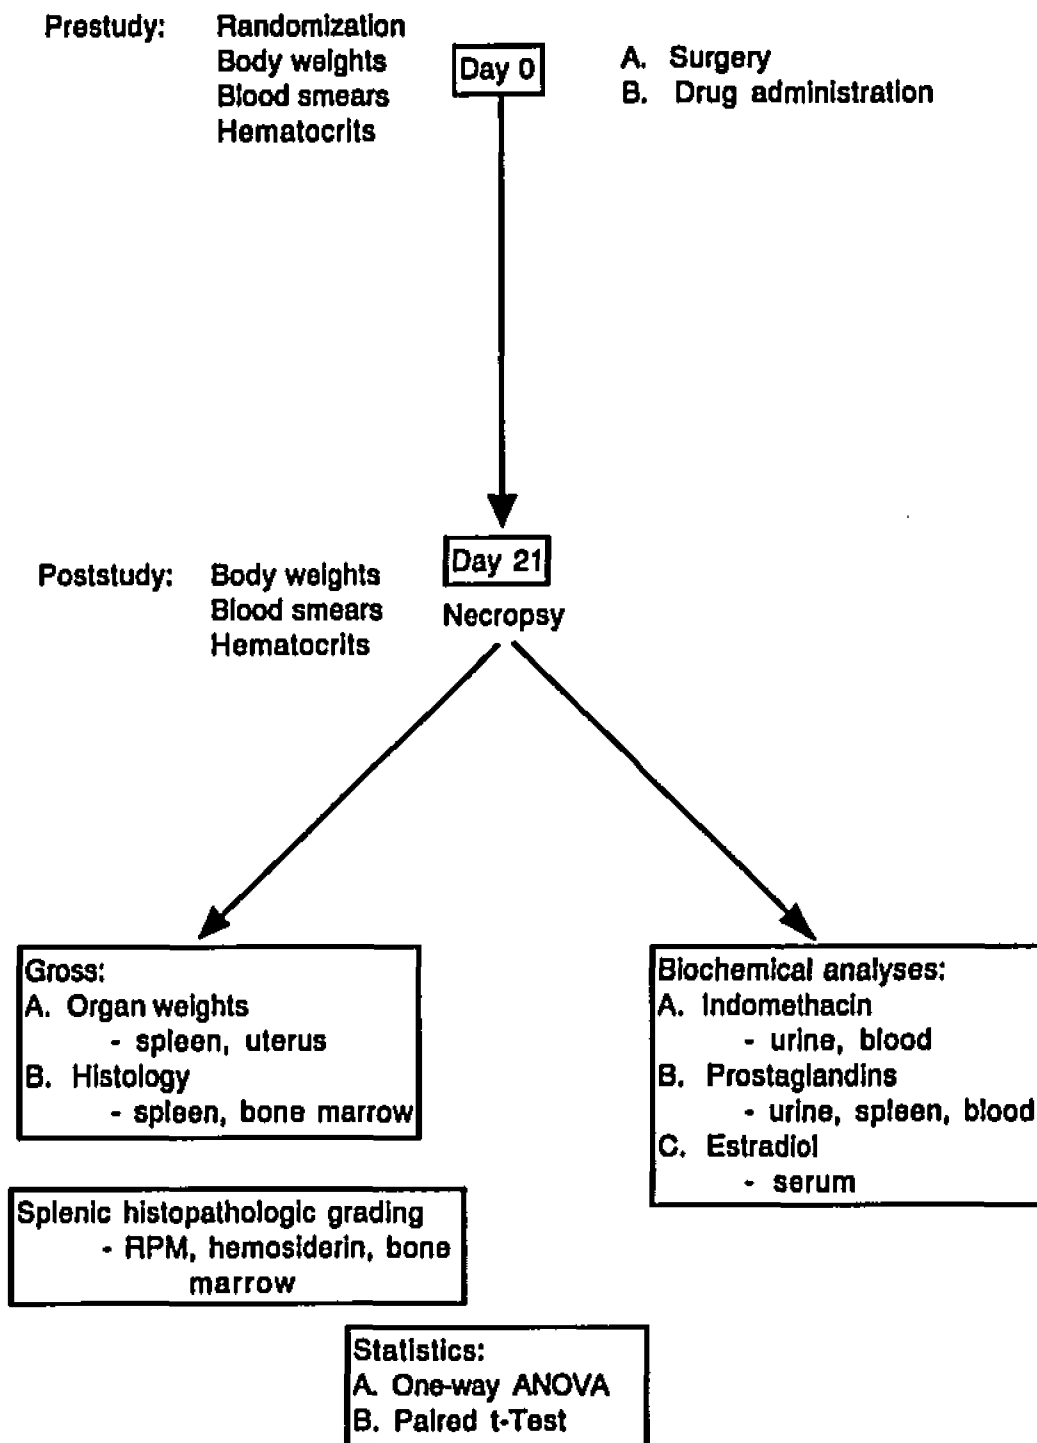 Prestudy: Randomization
Body weights
Blood smears
Hematocrits
Day 0
A. Surgery
B. Drug administration
Poststudy: Body weights
Blood smears
Hematocrits
Day 21
Necropsy
Gross:
A. Organ weights
- spleen, uterus
B. Histology
- spleen, bone marrow
Biochemical analyses:
A. Indomethacin
- urine, blood
B. Prostaglandins
- urine, spleen, blood
C. Estradiol
- serum
Splenic histopathologic grading
- RPM, hemosiderin, bone
marrow
Statistics:
A. One-way ANOVA
B. Paired t-Test